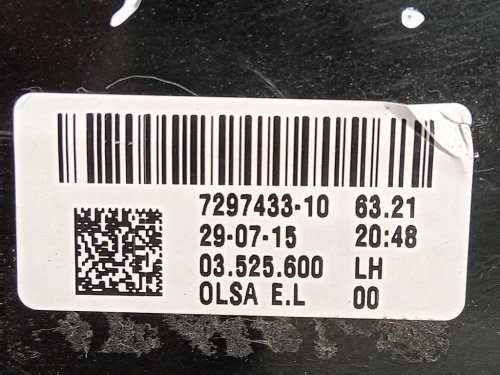 7297433-10 63.21
29-07-15 20:48
03.525.600 LH
OLSA E.L 00